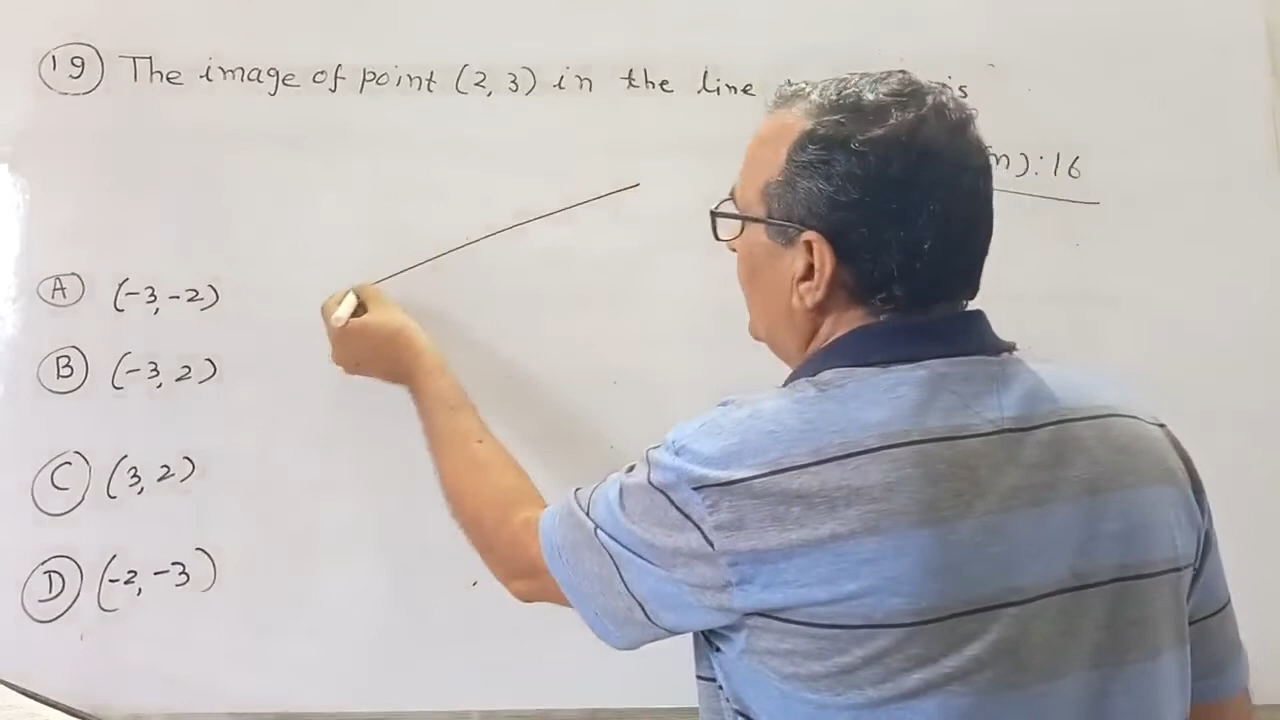 19 The image of point (2, 3) in the line is
n): 16
A (-3, -2)
B (-3, 2)
C (3, 2)
D (-2, -3)